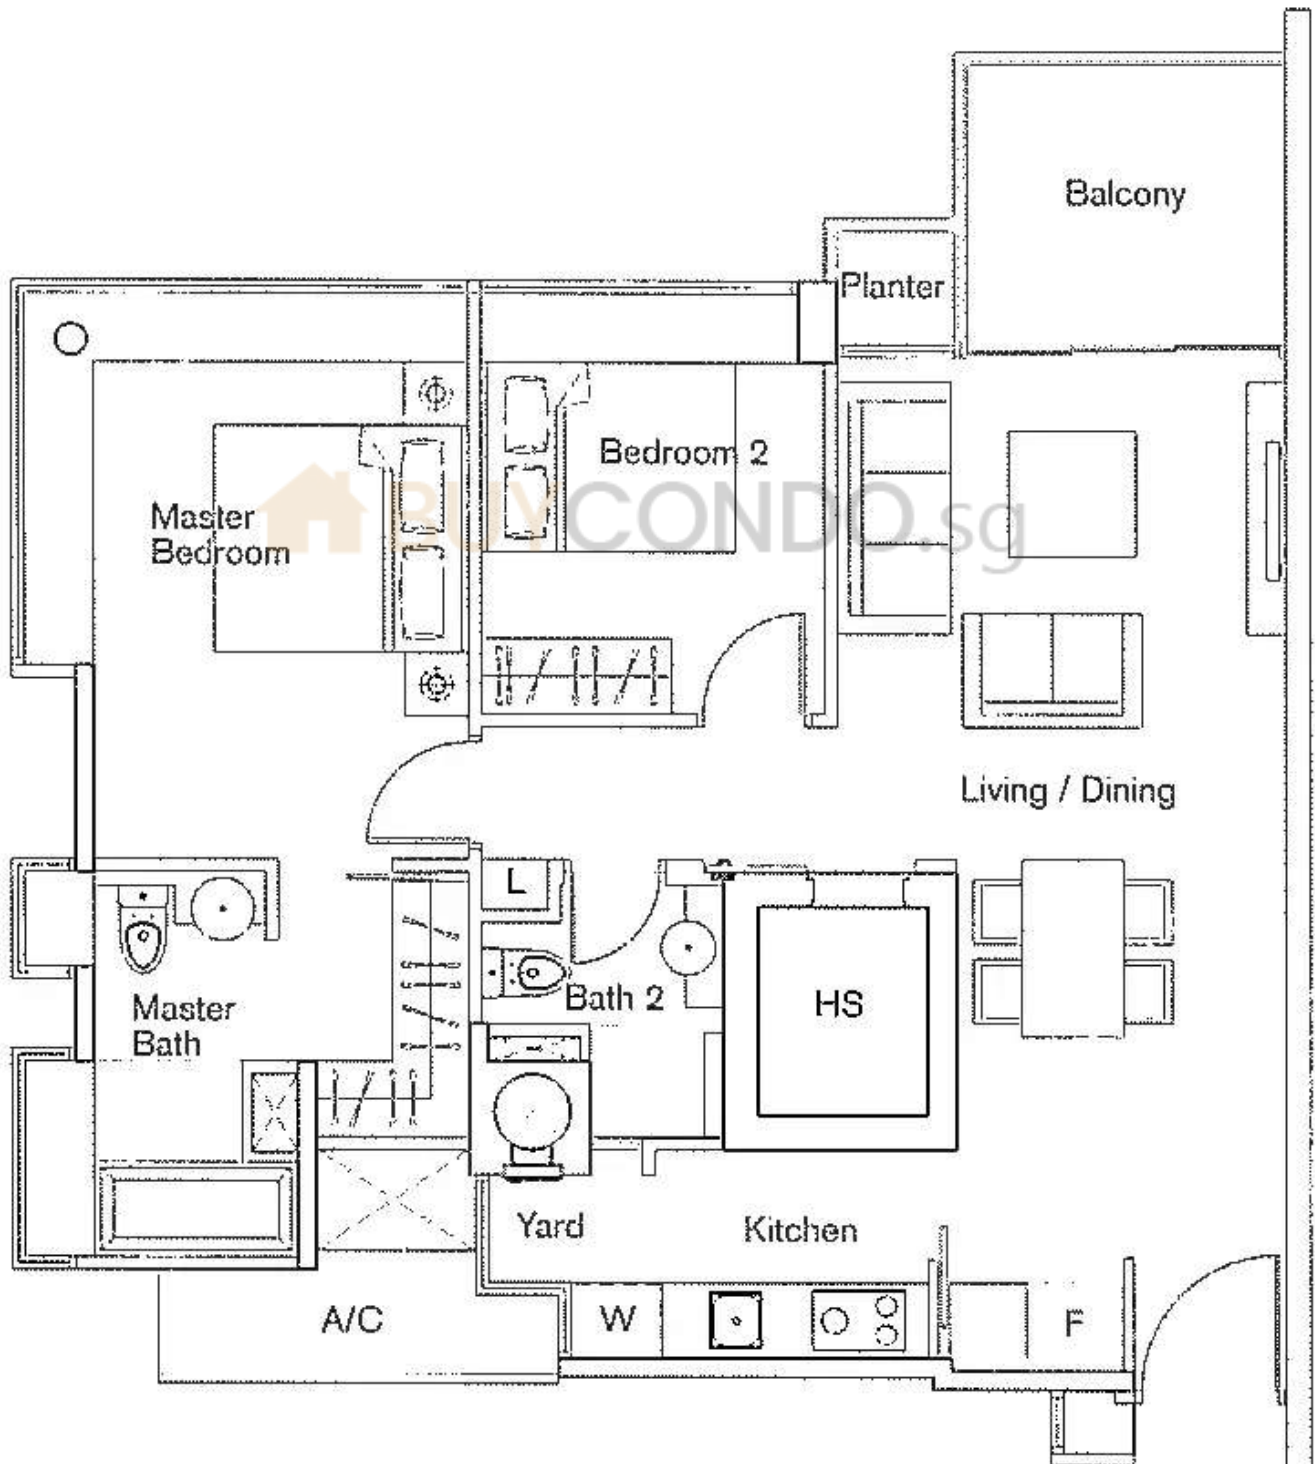 Balcony
Planter
Bedroom 2
Master
Bedroom
BUYCONDO.sg
Living / Dining
L
Master
Bath
Bath 2
HS
Yard
Kitchen
A/C
W
F